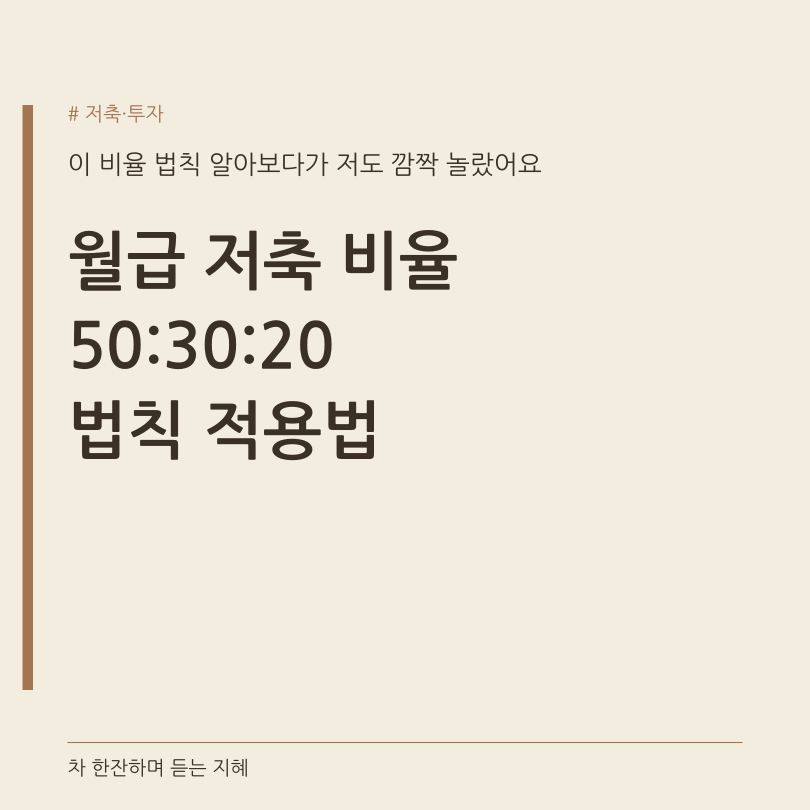 # 저축·투자
이 비율 법칙 알아보다가 저도 깜짝 놀랐어요
월급 저축 비율
50:30:20
법칙 적용법
차 한잔하며 듣는 지혜